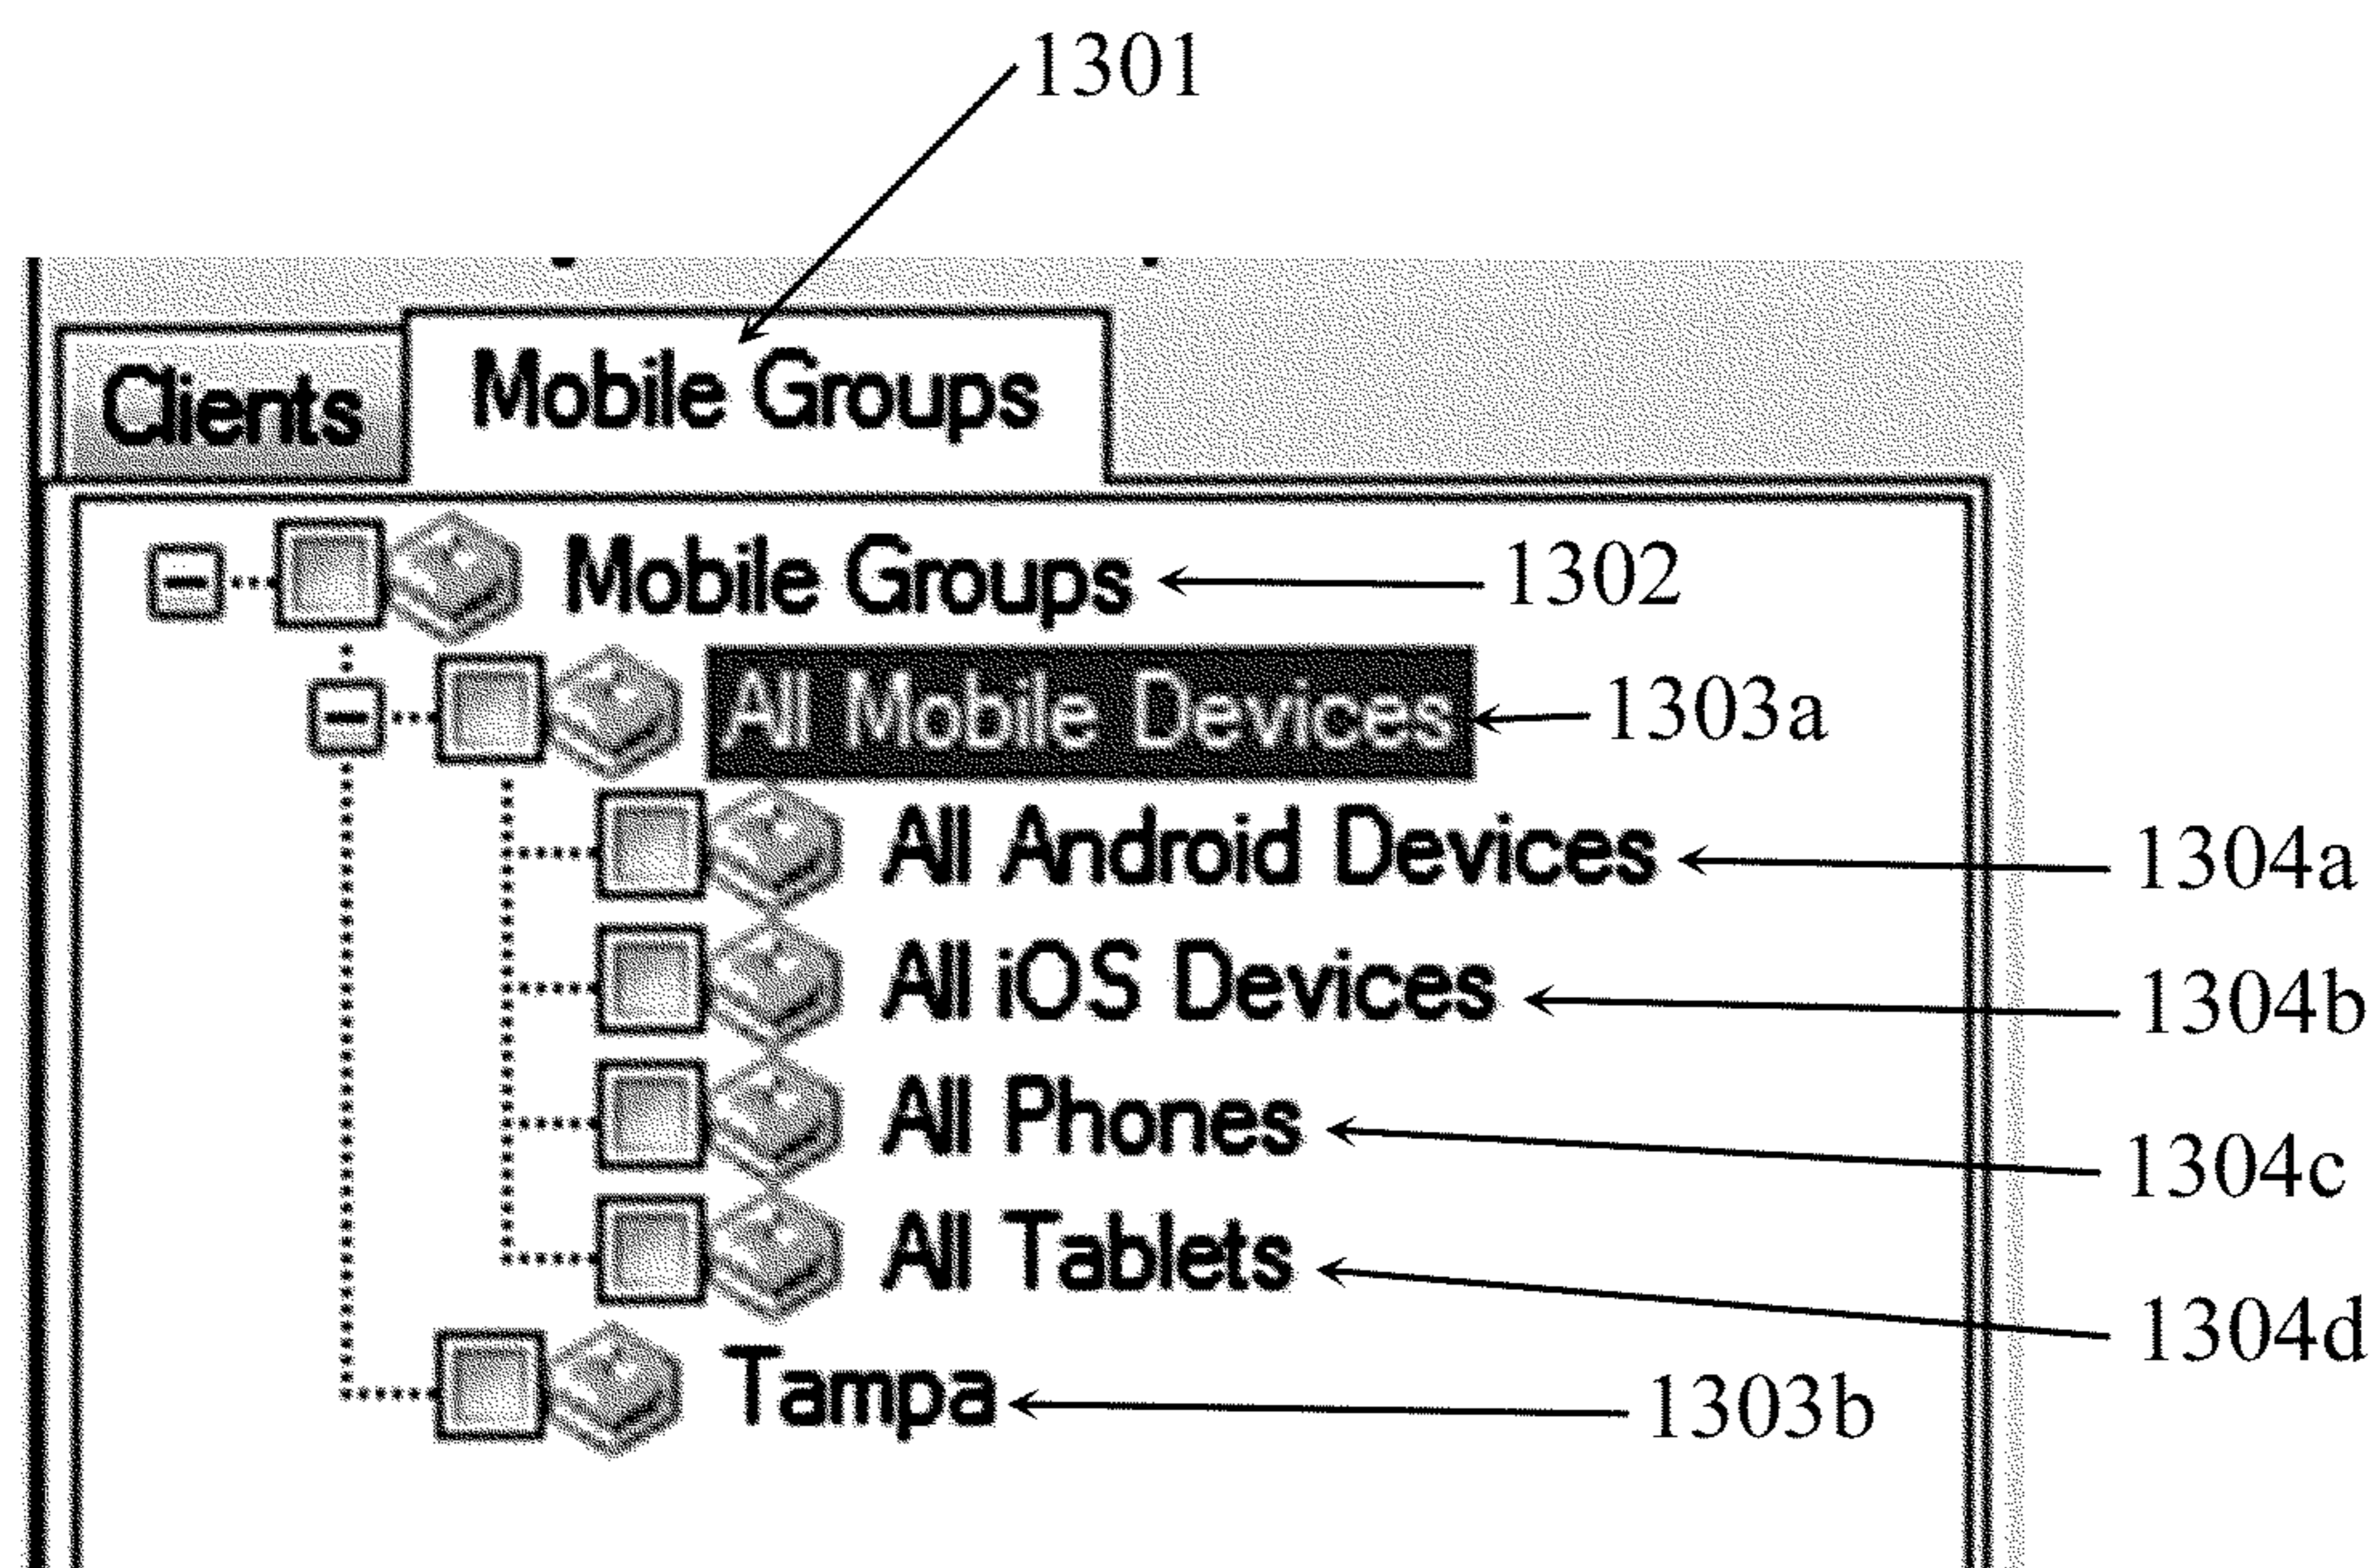 1301
Clients Mobile Groups
Mobile Groups 1302
All Mobile Devices 1303a
All Android Devices 1304a
All iOS Devices 1304b
All Phones 1304c
All Tablets 1304d
Tampa 1303b